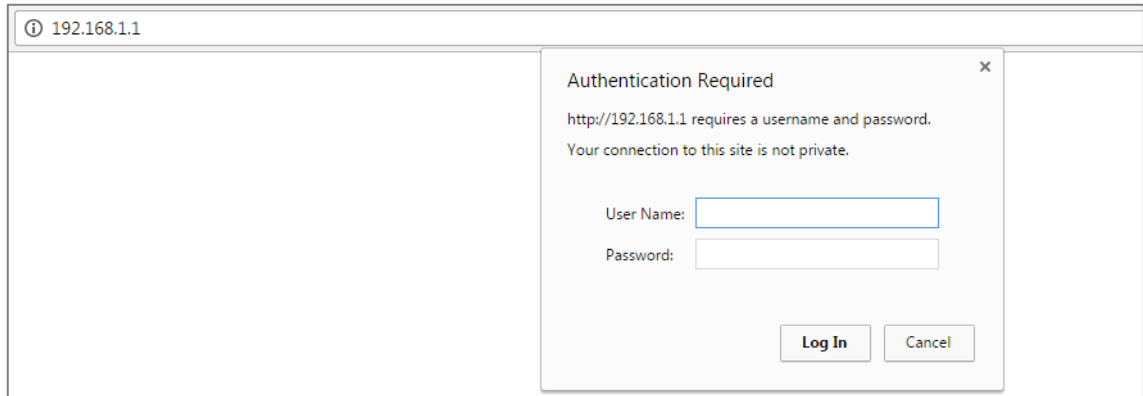 192.168.1.1
Authentication Required
http://192.168.1.1 requires a username and password.
Your connection to this site is not private.
User Name:
Password:
Log In Cancel